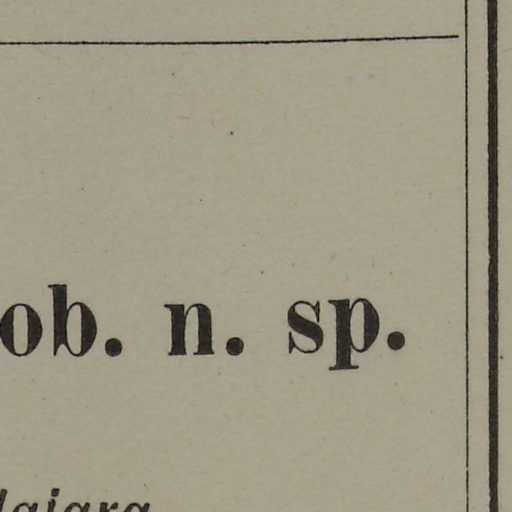 ob. n. sp.